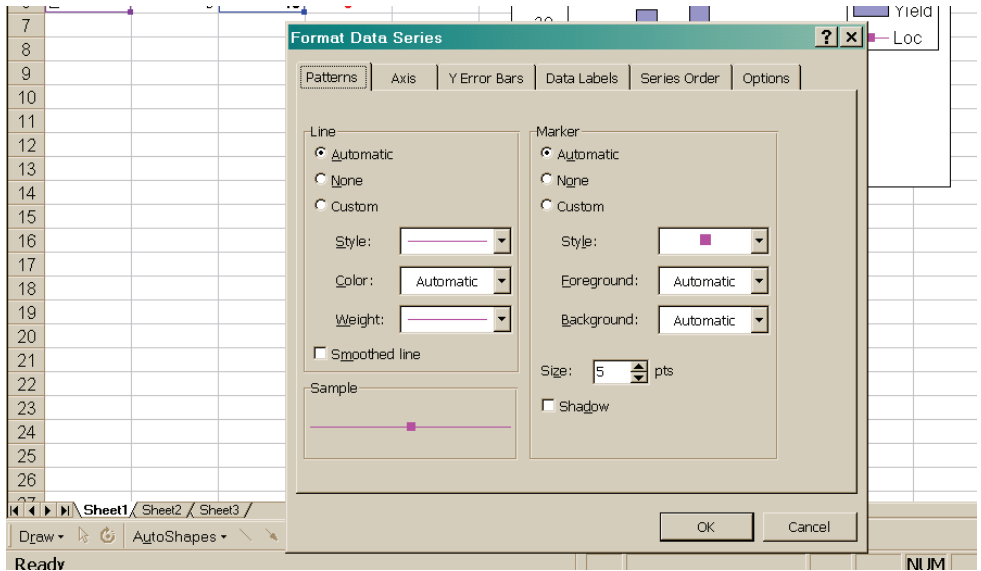 7
Yield
Format Data Series
? ×
Loc
8
9
Patterns Axis Y Error Bars Data Labels Series Order Options
10
11
Line Marker
12
Automatic Automatic
13
None None
14
Custom Custom
15
16
Style: Style:
17
Color: Automatic Foreground: Automatic
18
19
Weight: Background: Automatic
20
21
Smoothed line
Size: 5 pts
22
Sample
23
Shadow
24
25
26
Sheet1 Sheet2 Sheet3
OK Cancel
Draw AutoShapes
Ready NUM